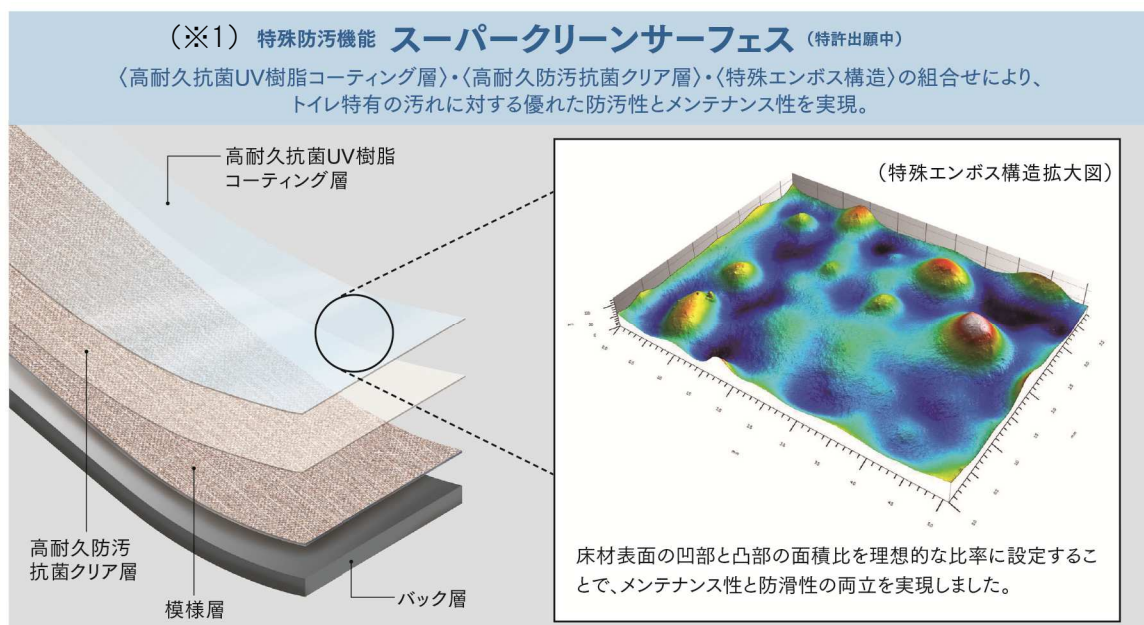 (※1) 特殊防汚機能 スーパークリーンサーフェス (特許出願中)
〈高耐久抗菌UV樹脂コーティング層〉・〈高耐久防汚抗菌クリア層〉・〈特殊エンボス構造〉の組合せにより、
トイレ特有の汚れに対する優れた防汚性とメンテナンス性を実現。
高耐久抗菌UV樹脂
コーティング層
高耐久防汚
抗菌クリア層
模様層
バック層
(特殊エンボス構造拡大図)
床材表面の凹部と凸部の面積比を理想的な比率に設定するこ
とで、メンテナンス性と防滑性の両立を実現しました。